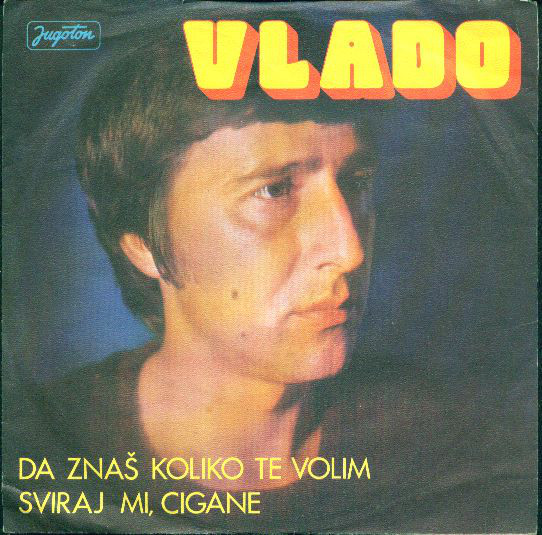 Jugoton
VLADO
DA ZNAŠ KOLIKO TE VOLIM
SVIRAJ MI, CIGANE